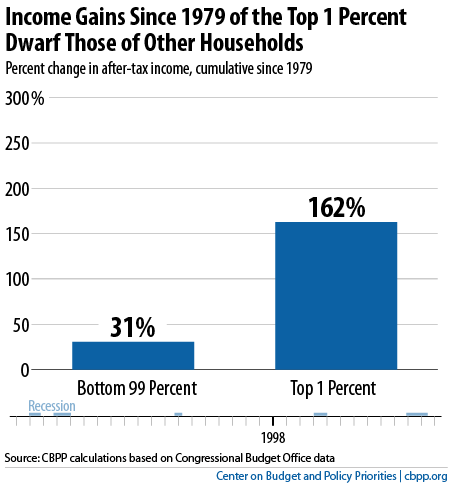 Income Gains Since 1979 of the Top 1 Percent
Dwarf Those of Other Households
Percent change in after-tax income, cumulative since 1979
300%
250
200
150
100
50
0
31%
162%
Bottom 99 Percent
Top 1 Percent
Recession
1998
Source: CBPP calculations based on Congressional Budget Office data
Center on Budget and Policy Priorities | cbpp.org